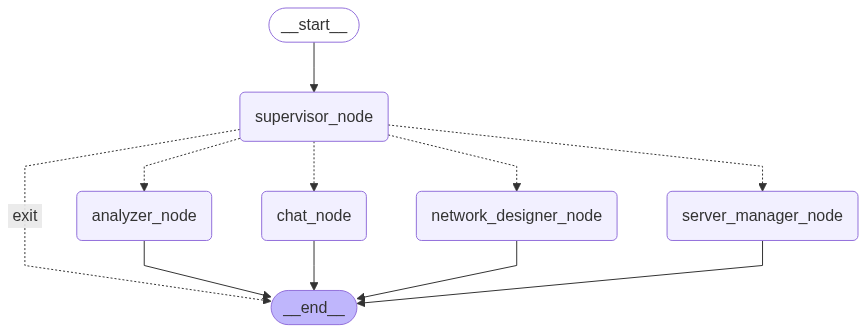 __start__
supervisor_node
exit
analyzer_node
chat_node
network_designer_node
server_manager_node
__end__